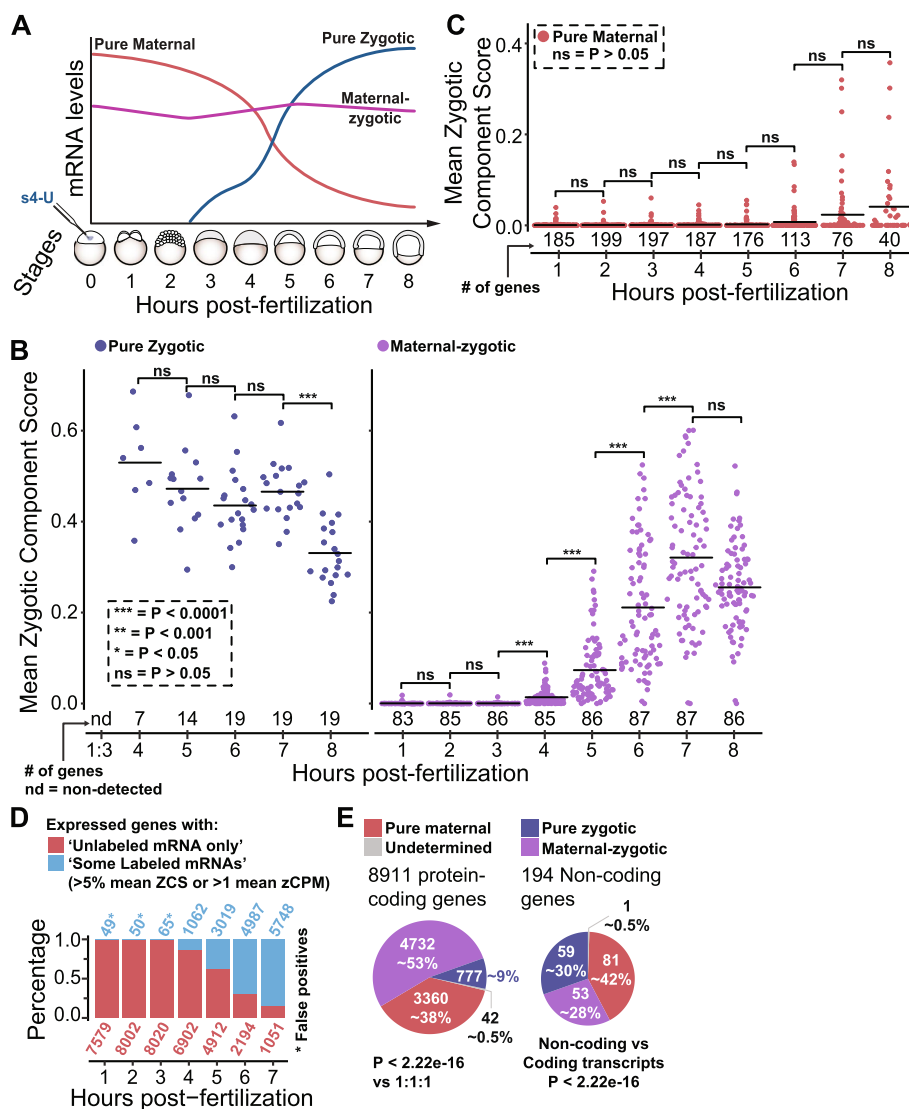 A
Pure Maternal
Pure Zygotic
Maternal-
zygotic
mRNA levels
s4-U
Stages
0 1 2 3 4 5 6 7 8
Hours post-fertilization
C
Pure Maternal
ns = P > 0.05
Mean Zygotic
Component Score
0.4
0.2
0.0
ns ns ns ns ns ns ns
185 199 197 187 176 113 76 40
1 2 3 4 5 6 7 8
# of genes
Hours post-fertilization
B
Pure Zygotic
Maternal-zygotic
Mean Zygotic Component Score
0.6
0.4
0.2
0.0
ns ns ns ***
ns ns *** *** *** *** ns
*** = P < 0.0001
** = P < 0.001
* = P < 0.05
ns = P > 0.05
nd 7 14 19 19 19
83 85 86 85 86 87 87 86
1:3 4 5 6 7 8
1 2 3 4 5 6 7 8
# of genes
nd = non-detected
Hours post-fertilization
D
Expressed genes with:
‘Unlabeled mRNA only’
‘Some Labeled mRNAs’
(>5% mean ZCS or >1 mean zCPM)
49* 50* 65* 1062 3019 4987 5748
Percentage
1.0
0.5
0.0
7579 8002 8020 6902 4912 2194 1051
* False positives
1 2 3 4 5 6 7
Hours post−fertilization
E
Pure maternal
Undetermined
Pure zygotic
Maternal-zygotic
8911 protein-
coding genes
4732
~53%
777 ~9%
3360
~38%
42
~0.5%
P < 2.22e-16
vs 1:1:1
194 Non-coding
genes
1
~0.5%
59
~30%
81
~42%
53
~28%
Non-coding vs
Coding transcripts
P < 2.22e-16